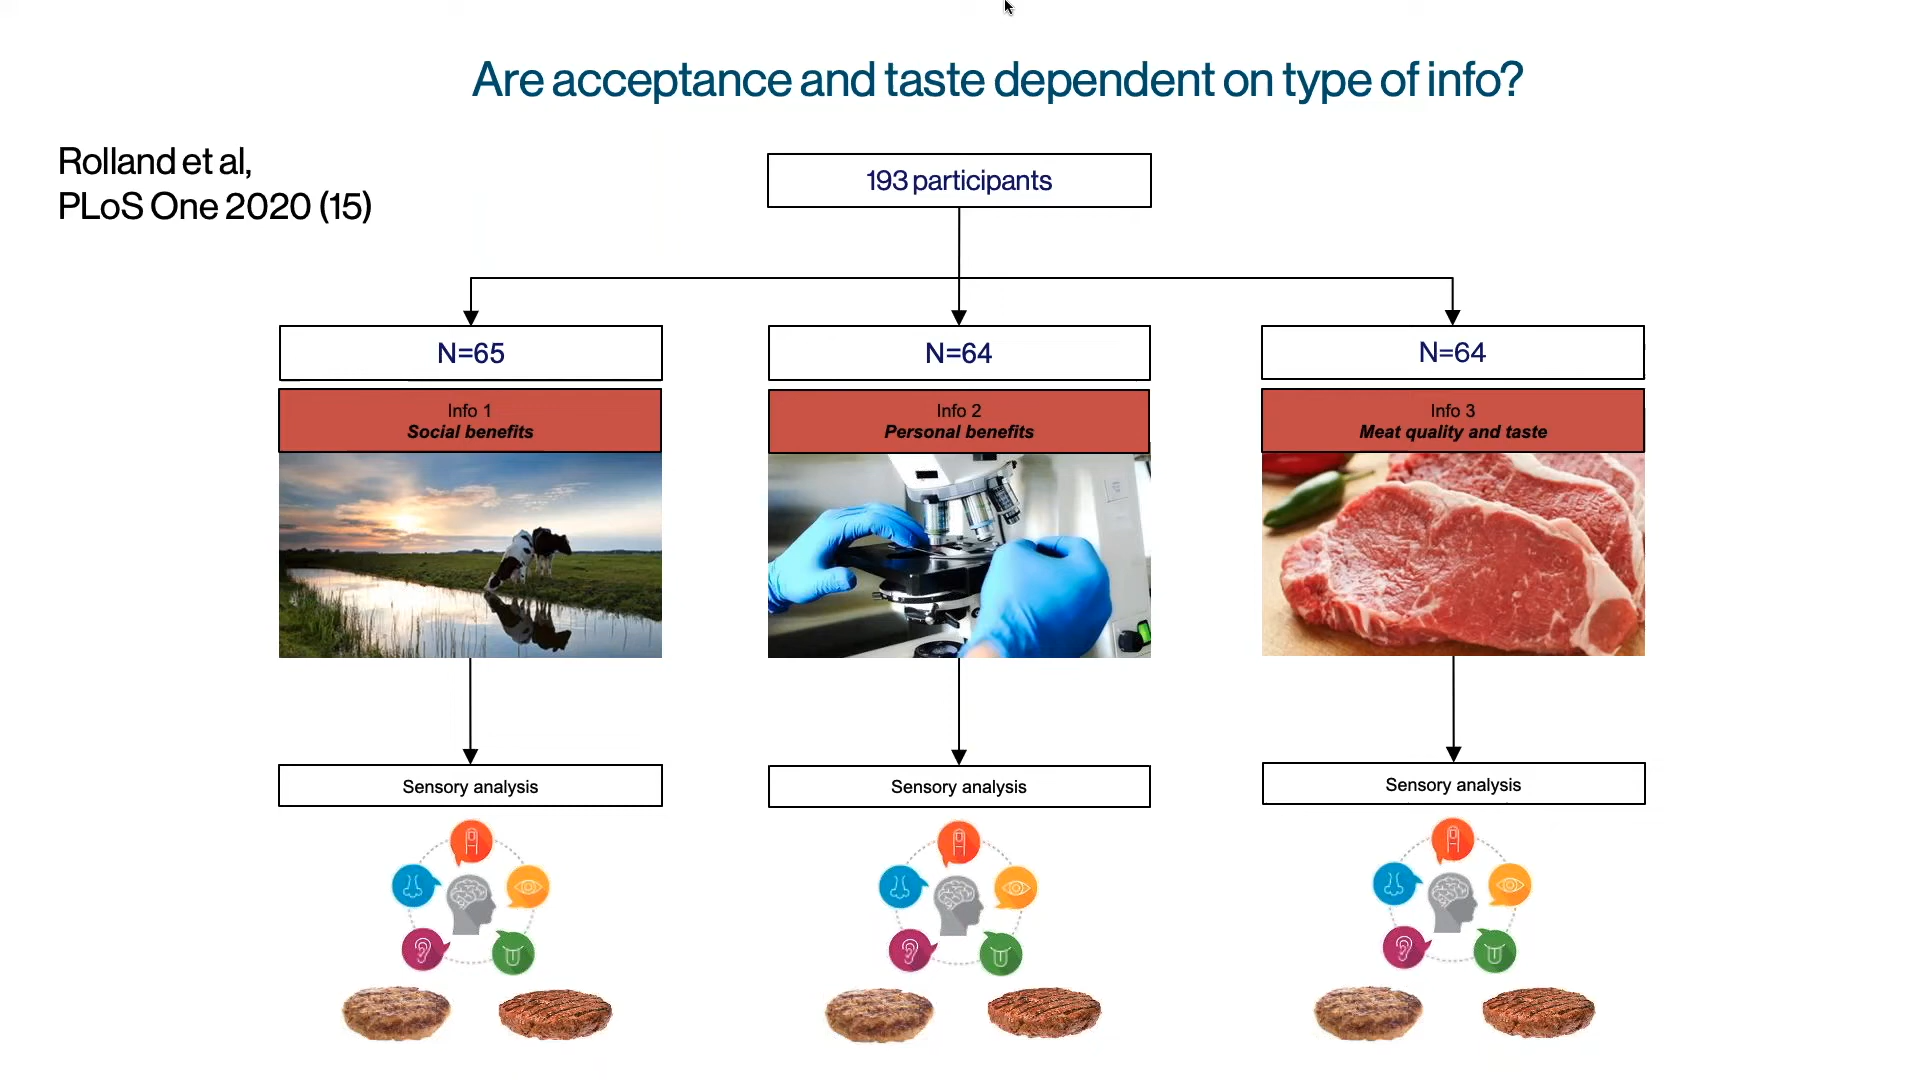 Are acceptance and taste dependent on type of info?
Rolland et al,
PLoS One 2020 (15)
193 participants
N=65
N=64
N=64
Info 1
Social benefits
Info 2
Personal benefits
Info 3
Meat quality and taste
Sensory analysis
Sensory analysis
Sensory analysis